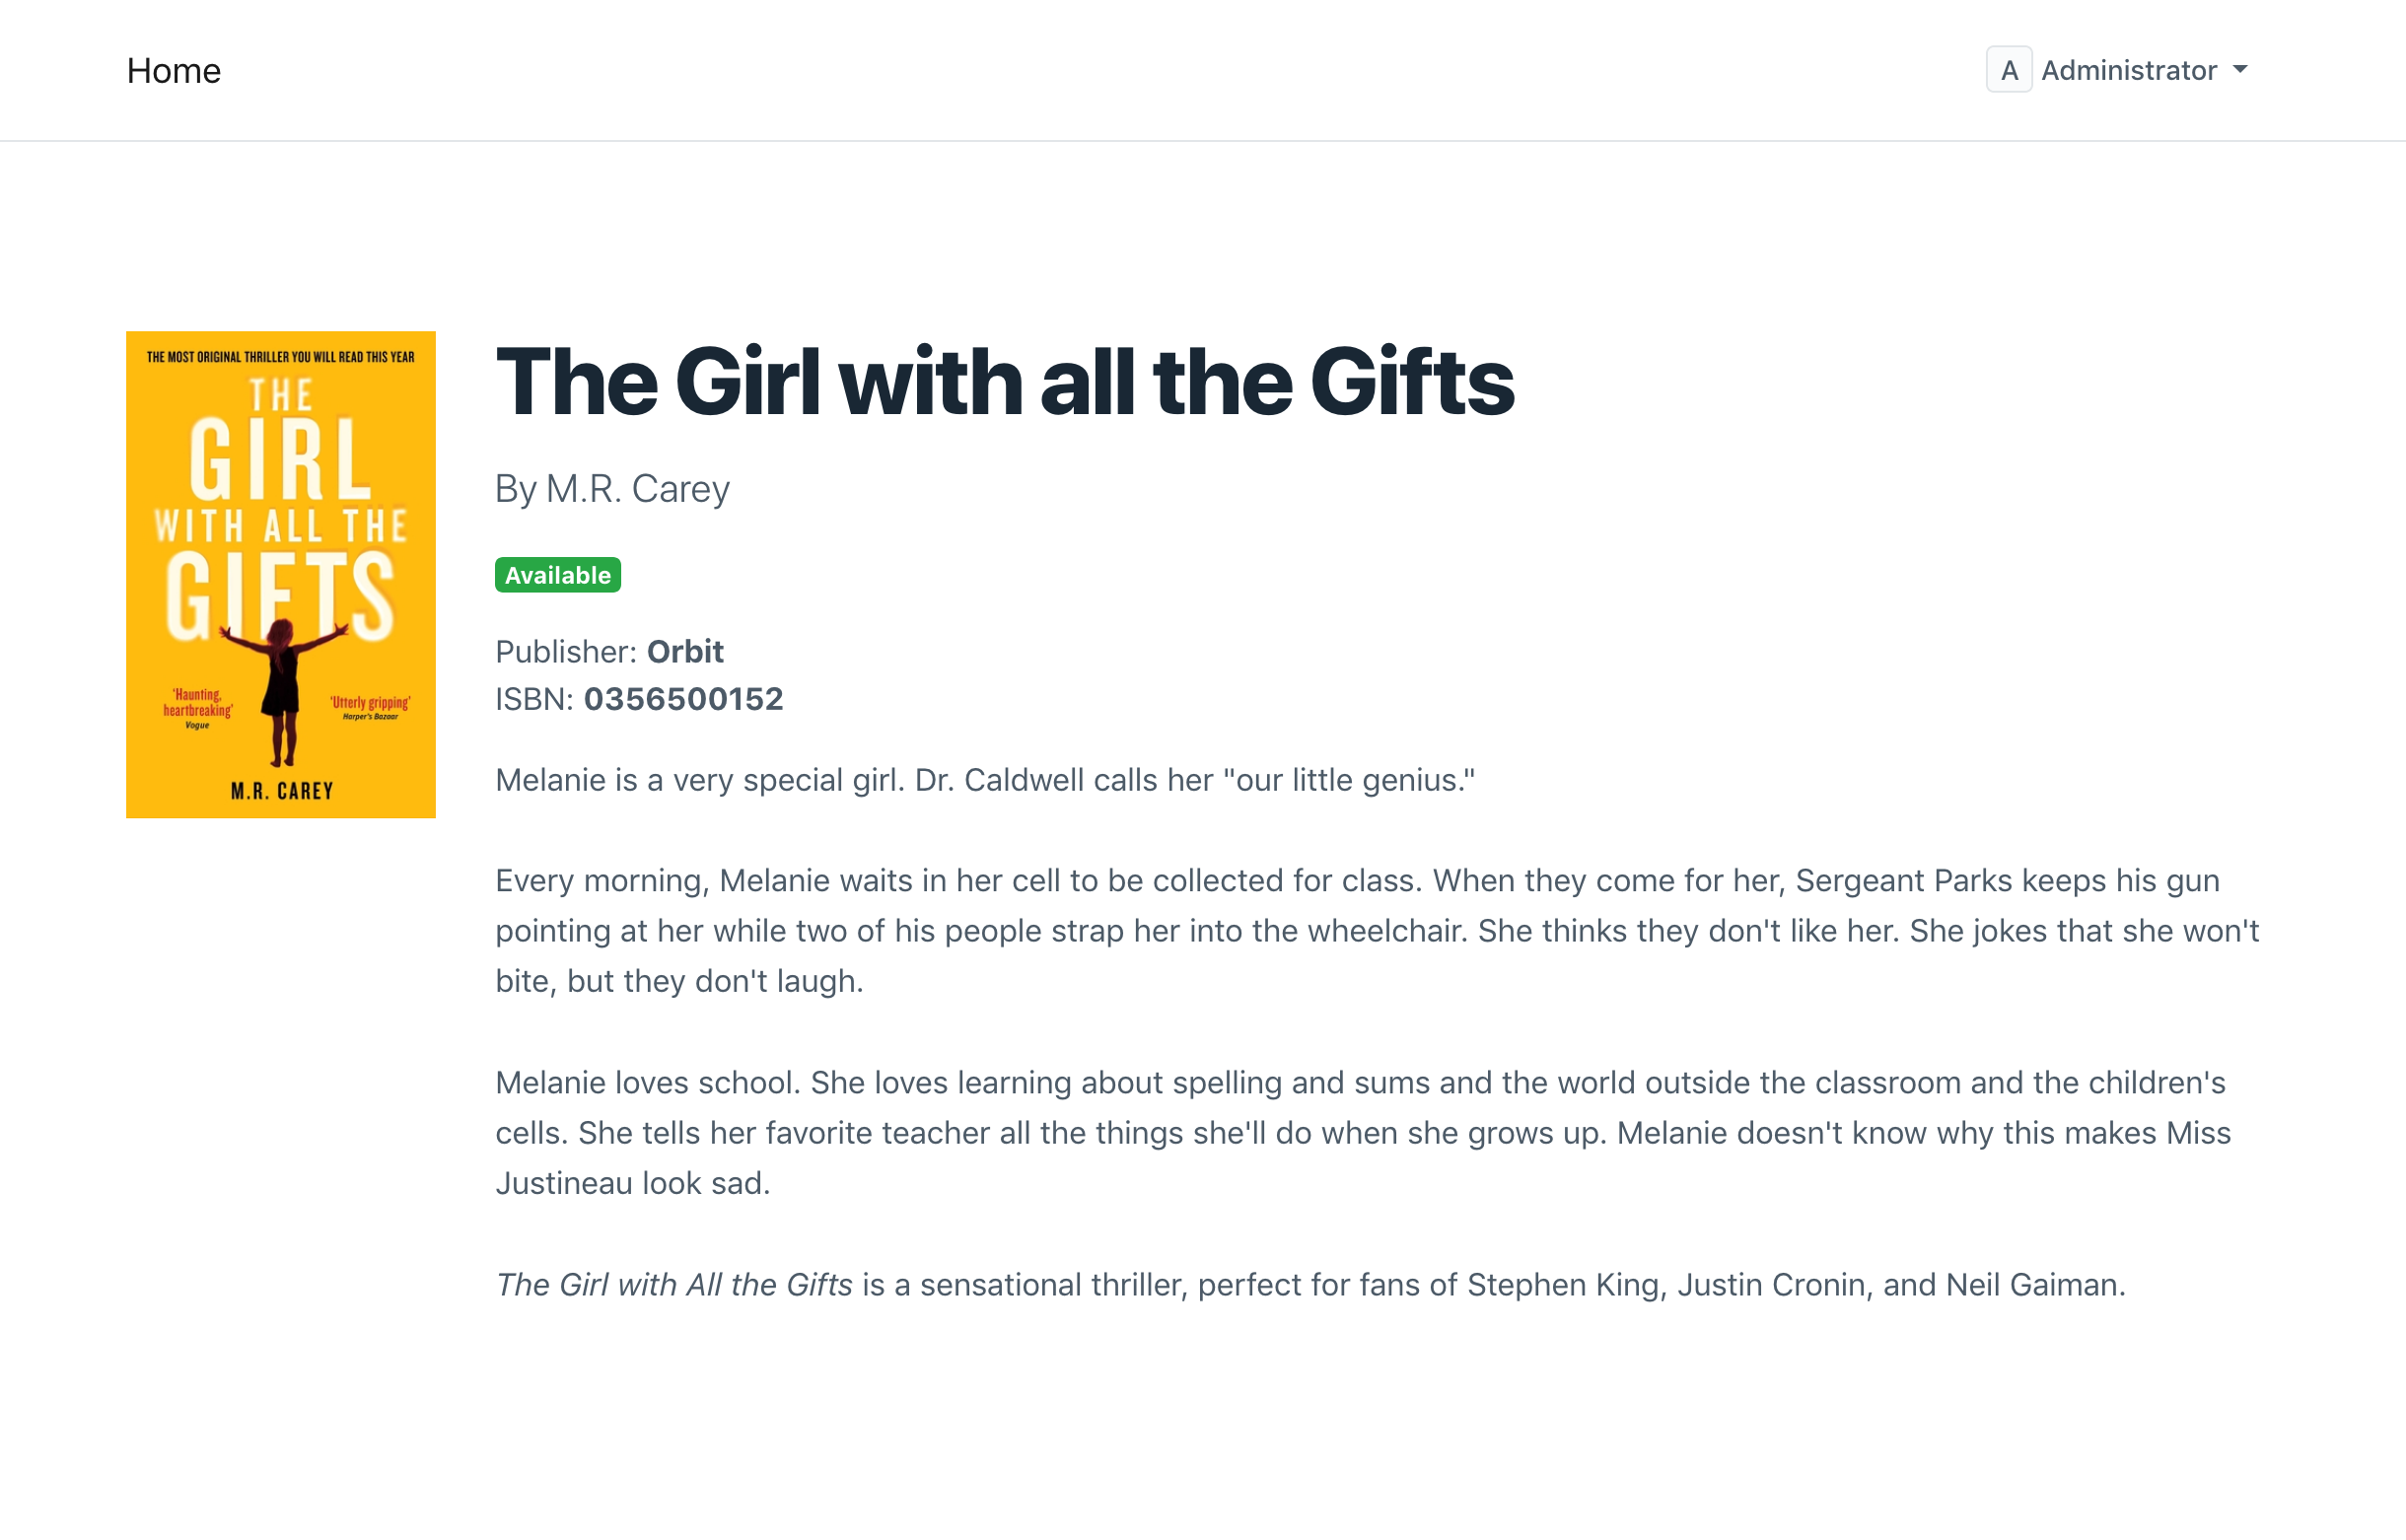 Home
A Administrator
THE MOST ORIGINAL THRILLER YOU WILL READ THIS YEAR
THE
GIRL
WITH ALL THE
GIFTS
'Haunting,
heartbreaking'
Vogue
'Utterly gripping'
Harper's Bazaar
M.R. CAREY
The Girl with all the Gifts
By M.R. Carey
Available
Publisher: Orbit
ISBN: 0356500152
Melanie is a very special girl. Dr. Caldwell calls her "our little genius."
Every morning, Melanie waits in her cell to be collected for class. When they come for her, Sergeant Parks keeps his gun
pointing at her while two of his people strap her into the wheelchair. She thinks they don't like her. She jokes that she won't
bite, but they don't laugh.
Melanie loves school. She loves learning about spelling and sums and the world outside the classroom and the children's
cells. She tells her favorite teacher all the things she'll do when she grows up. Melanie doesn't know why this makes Miss
Justineau look sad.
The Girl with All the Gifts is a sensational thriller, perfect for fans of Stephen King, Justin Cronin, and Neil Gaiman.